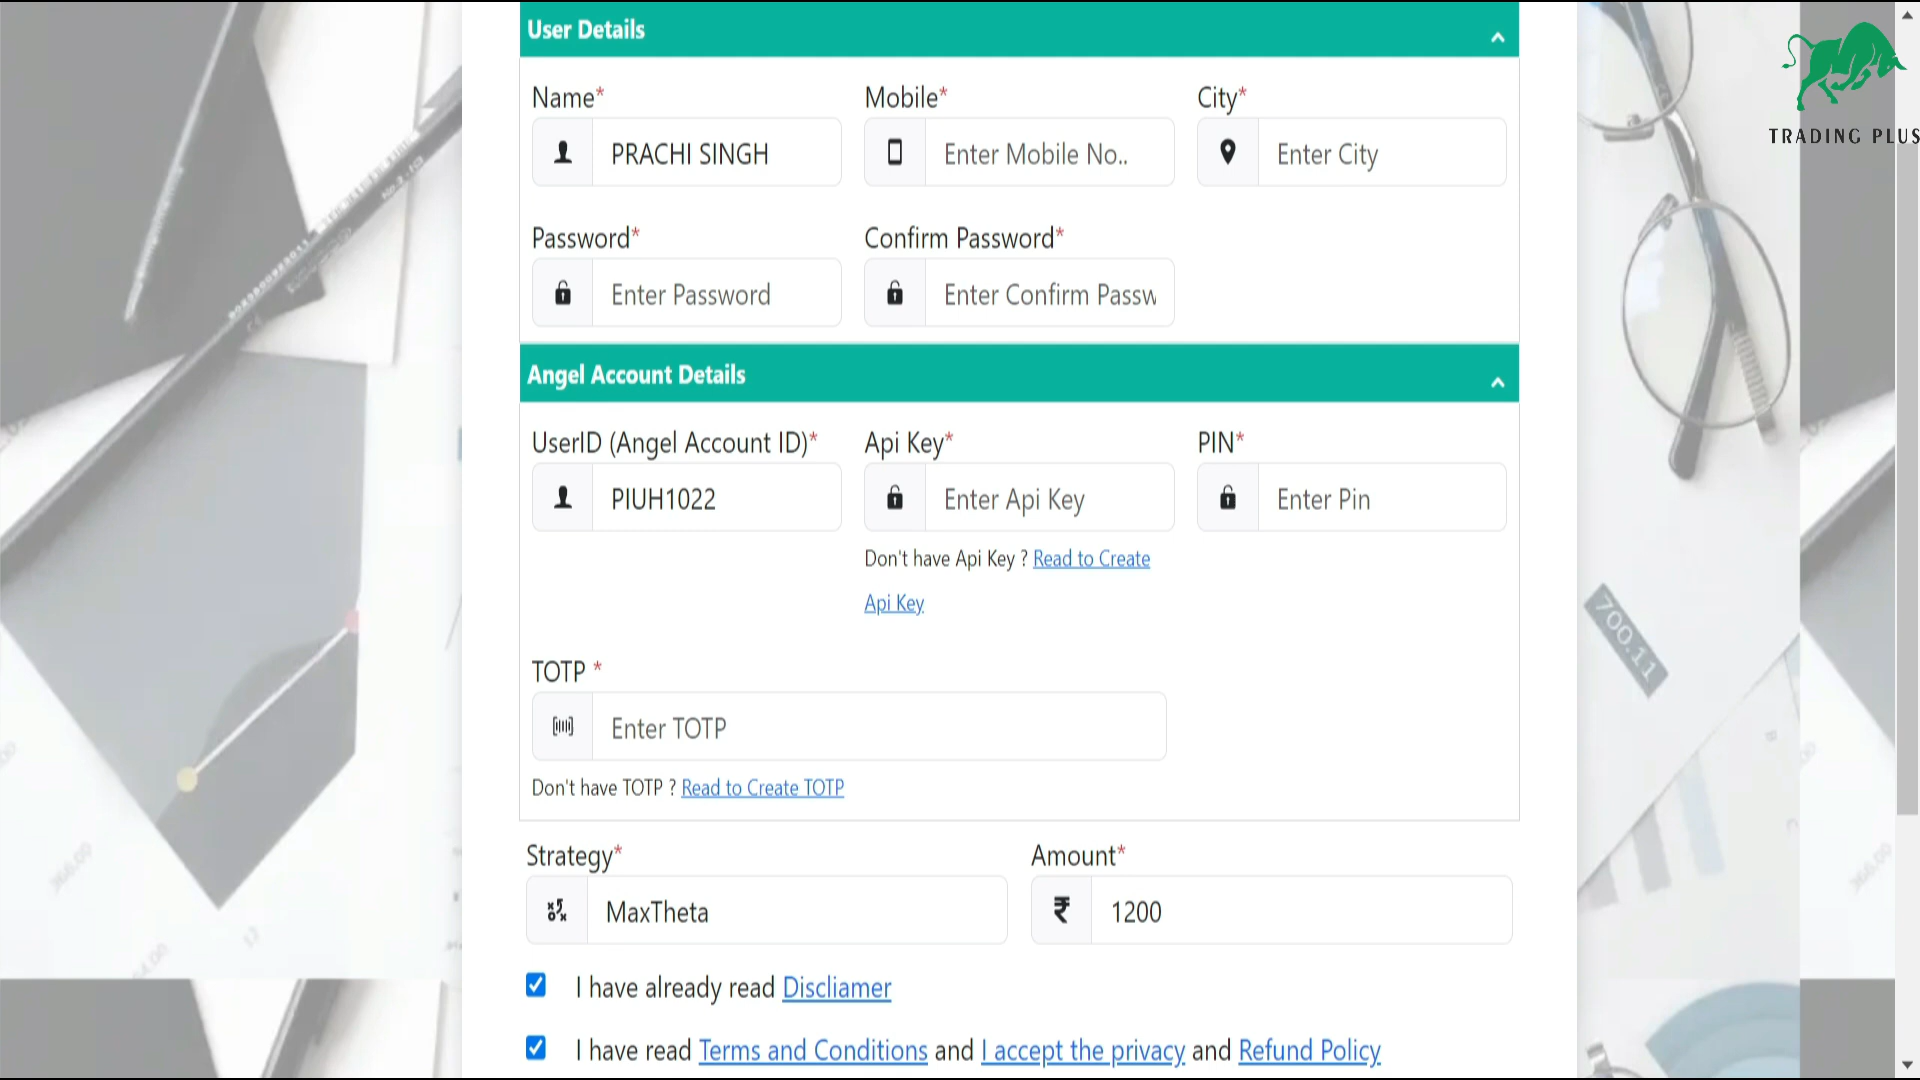 User Details
TRADING PLUS
Name* Mobile* City*
PRACHI SINGH Enter Mobile No.. Enter City
Password* Confirm Password*
Enter Password Enter Confirm Passw
Angel Account Details
UserID (Angel Account ID)* Api Key* PIN*
PIUH1022 Enter Api Key Enter Pin
Don't have Api Key ? Read to Create
Api Key
700.11
TOTP *
Enter TOTP
Don't have TOTP ? Read to Create TOTP
Strategy* Amount*
MaxTheta ₹ 1200
I have already read Discliamer
I have read Terms and Conditions and I accept the privacy and Refund Policy